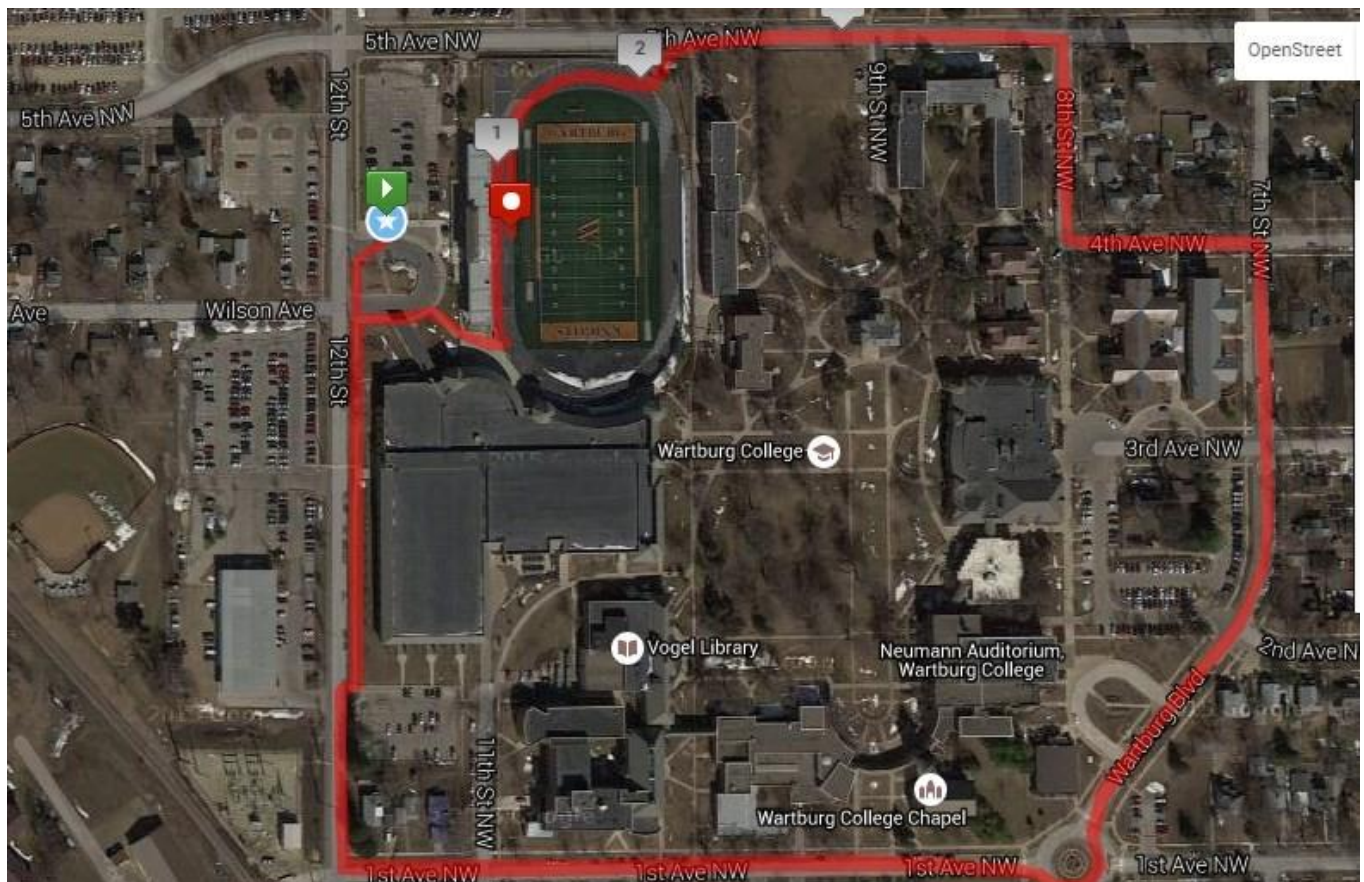 OpenStreet
5th Ave NW
5th Ave NW
2
9th St NW
8th St NW
12th St
5th Ave NW
1
WARTBURG
7th St NW
4th Ave NW
W
Ave
Wilson Ave
KNIGHTS
12th St
Wartburg College
3rd Ave NW
Vogel Library
Neumann Auditorium,
Wartburg College
2nd Ave N
Wartburg Blvd
11th St NW
Wartburg College Chapel
1st Ave NW
1st Ave NW
1st Ave NW
1st Ave NW